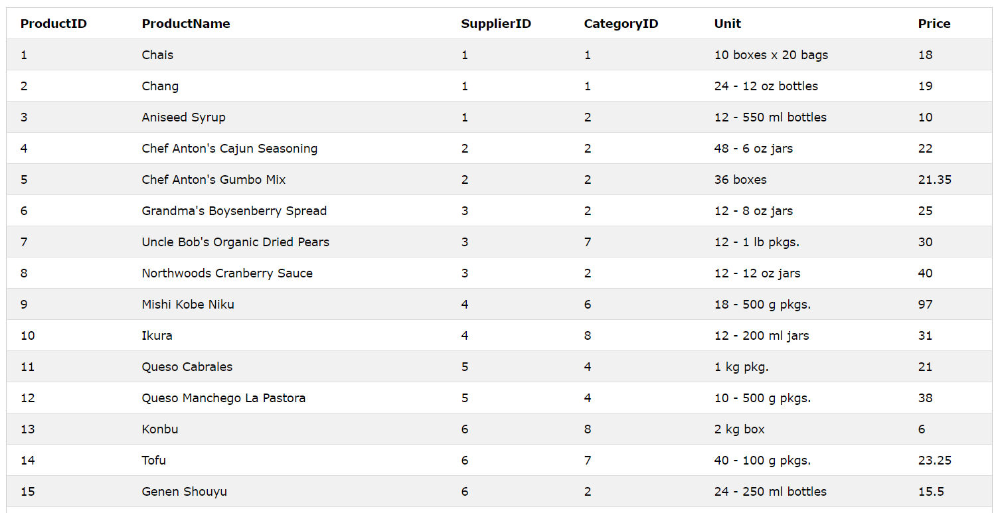 ProductID ProductName SupplierID CategoryID Unit Price
1 Chais 1 1 10 boxes x 20 bags 18
2 Chang 1 1 24 - 12 oz bottles 19
3 Aniseed Syrup 1 2 12 - 550 ml bottles 10
4 Chef Anton's Cajun Seasoning 2 2 48 - 6 oz jars 22
5 Chef Anton's Gumbo Mix 2 2 36 boxes 21.35
6 Grandma's Boysenberry Spread 3 2 12 - 8 oz jars 25
7 Uncle Bob's Organic Dried Pears 3 7 12 - 1 lb pkgs. 30
8 Northwoods Cranberry Sauce 3 2 12 - 12 oz jars 40
9 Mishi Kobe Niku 4 6 18 - 500 g pkgs. 97
10 Ikura 4 8 12 - 200 ml jars 31
11 Queso Cabrales 5 4 1 kg pkg. 21
12 Queso Manchego La Pastora 5 4 10 - 500 g pkgs. 38
13 Konbu 6 8 2 kg box 6
14 Tofu 6 7 40 - 100 g pkgs. 23.25
15 Genen Shouyu 6 2 24 - 250 ml bottles 15.5